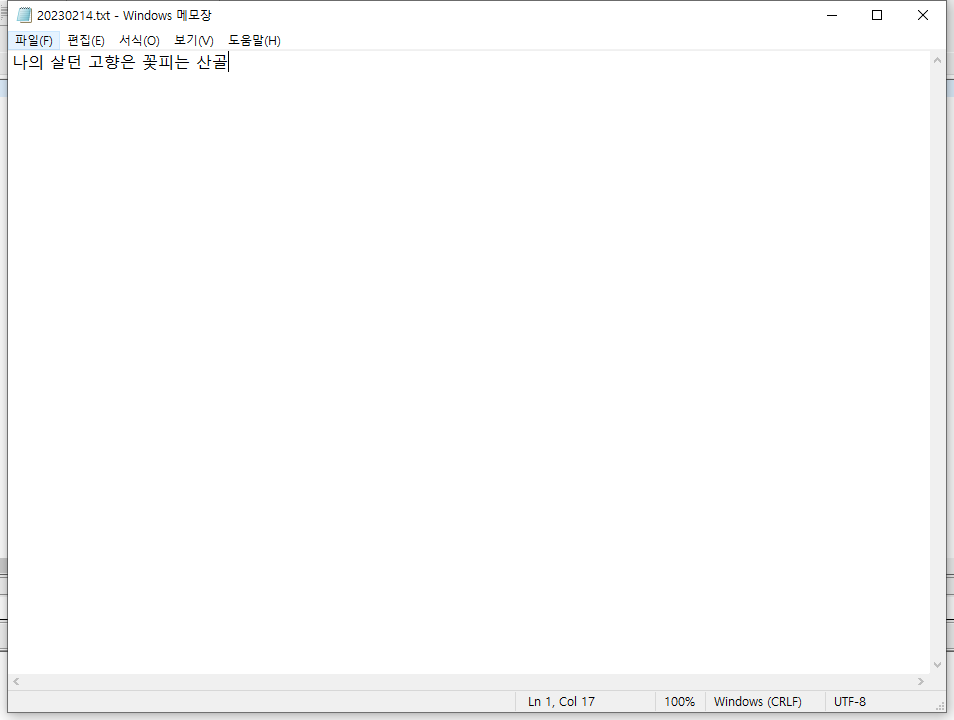 20230214.txt - Windows 메모장
파일(F) 편집(E) 서식(O) 보기(V) 도움말(H)
나의 살던 고향은 꽃피는 산골
Ln 1, Col 17 100% Windows (CRLF) UTF-8